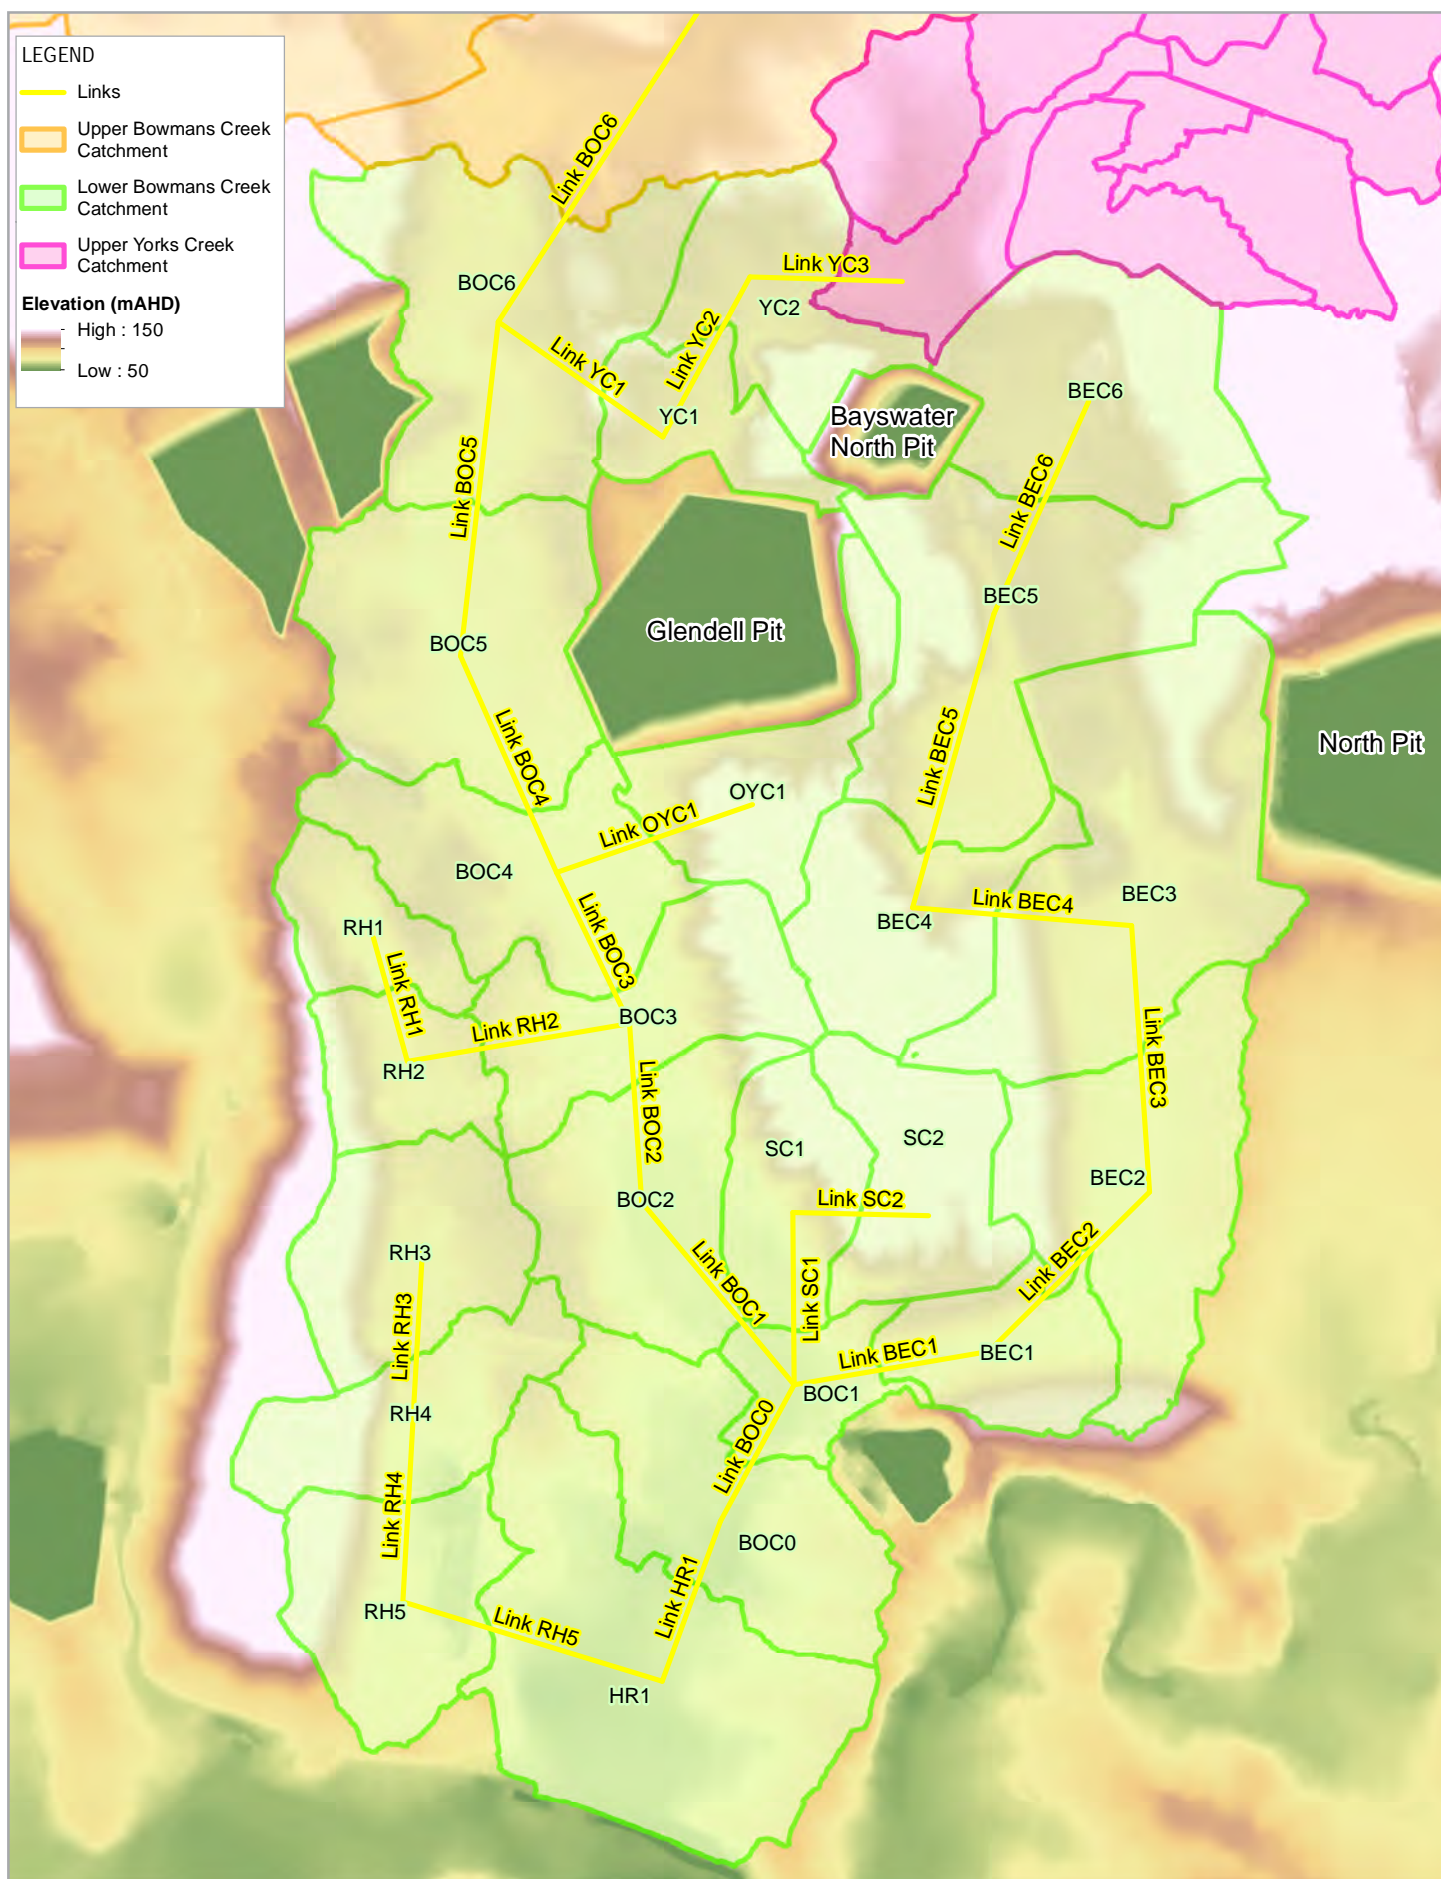 LEGEND
Links
Upper Bowmans Creek
Catchment
Lower Bowmans Creek
Catchment
Upper Yorks Creek
Catchment
Elevation (mAHD)
High : 150
Low : 50
Link BOC6
BOC6
Link YC3
YC2
Link YC2
Link YC1
YC1
BEC6
Bayswater
North Pit
Link BOC5
Link BEC6
BEC5
Glendell Pit
BOC5
North Pit
Link BOC4
Link BEC5
OYC1
Link OYC1
BOC4
BEC3
Link BEC4
BEC4
RH1
Link BOC3
Link RH1
BOC3
Link RH2
RH2
Link BOC2
Link BEC3
SC1
SC2
BEC2
BOC2
Link SC2
RH3
Link BOC1
Link BEC2
Link SC1
Link RH3
Link BEC1
BEC1
BOC1
RH4
Link BOC0
Link RH4
BOC0
Link HR1
RH5
Link RH5
HR1